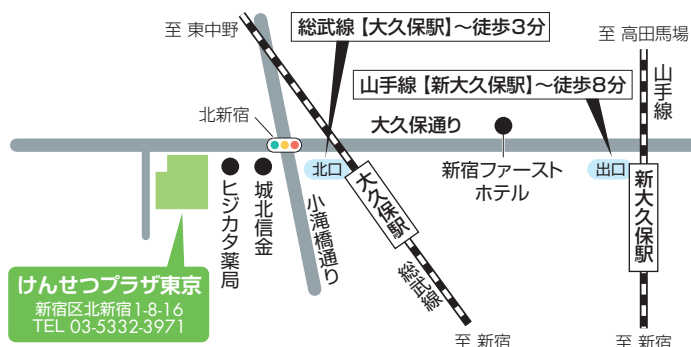 至 東中野
総武線【大久保駅】～徒歩3分
至 高田馬場
山手線【新大久保駅】～徒歩8分
山手線
北新宿
大久保通り
北口
新宿ファースト
ホテル
出口
ヒジカタ薬局
城北信金
小滝橋通り
大久保駅
新大久保駅
総武線
けんせつプラザ東京
新宿区北新宿1-8-16
TEL 03-5332-3971
至 新宿
至 新宿